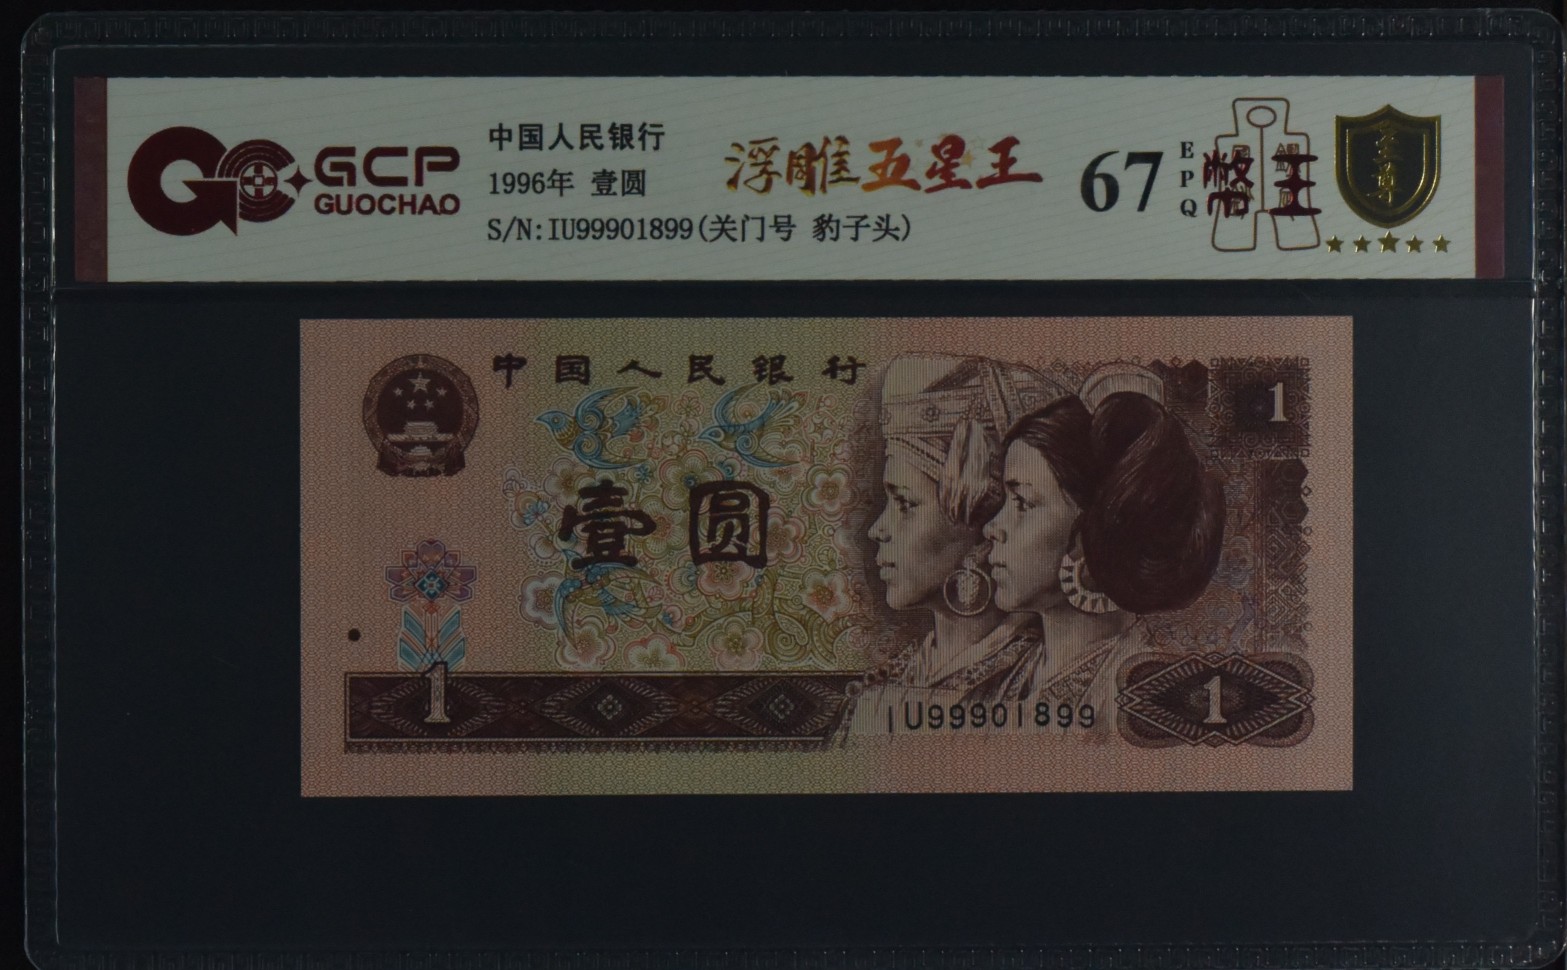 GCP
GUOCHAO
中国人民银行
1996年 壹圆
S/N:IU99901899(关门号 豹子头)
浮雕五星王
67
E
P
Q
至尊
中国人民银行
1
壹圆
1
IU99901899
1